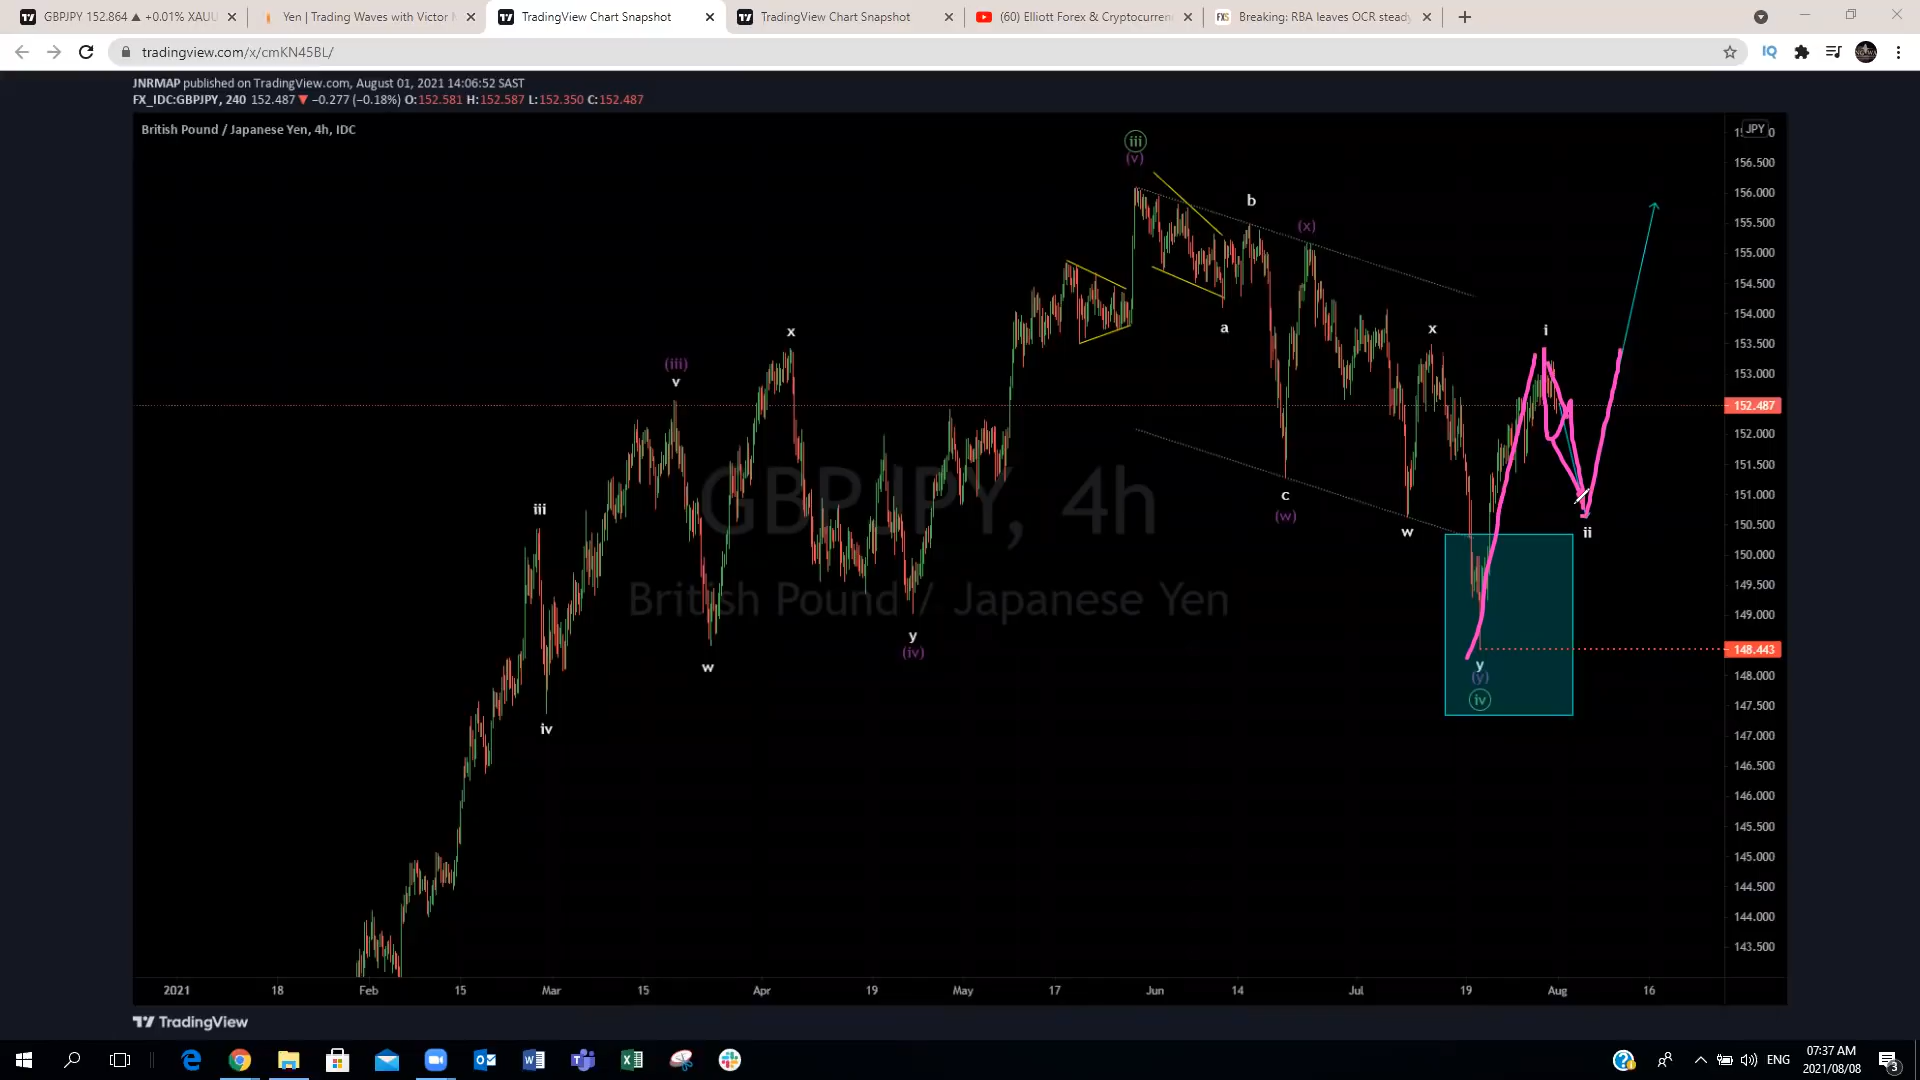 GBPJPY 152.864 ▲ +0.01% XAUU
Yen | Trading Waves with Victor
TradingView Chart Snapshot
TradingView Chart Snapshot
(60) Elliott Forex & Cryptocurren
Breaking: RBA leaves OCR steady
tradingview.com/x/cmKN45BL/
JNRMAP published on TradingView.com, August 01, 2021 14:06:52 SAST
FX_IDC:GBPJPY, 240 152.487 ▼ −0.277 (−0.18%) O:152.581 H:152.587 L:152.350 C:152.487
British Pound / Japanese Yen, 4h, IDC
JPY
iii
(v)
156.500
156.000
b
155.500
(x)
155.000
154.500
154.000
a
x
x
i
153.500
(iii)
v
153.000
152.487
152.000
151.500
GBPJPY, 4h
151.000
c
iii
(w)
150.500
w
ii
150.000
149.500
British Pound / Japanese Yen
149.000
y
(iv)
148.443
w
y
(y)
148.000
iv
147.500
iv
147.000
146.500
146.000
145.500
145.000
144.500
144.000
143.500
2021 18 Feb 15 Mar 15 Apr 19 May 17 Jun 14 Jul 19 Aug 16
TradingView
ENG
07:37 AM
2021/08/08
3